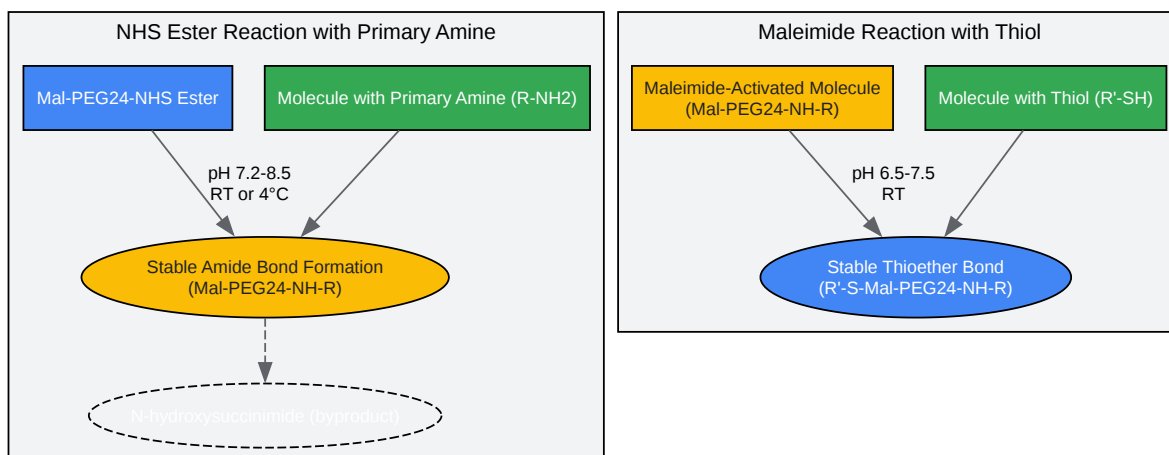 NHS Ester Reaction with Primary Amine
Mal-PEG24-NHS Ester
Molecule with Primary Amine (R-NH2)
pH 7.2-8.5
RT or 4°C
Stable Amide Bond Formation
(Mal-PEG24-NH-R)
N-hydroxysuccinimide (byproduct)
Maleimide Reaction with Thiol
Maleimide-Activated Molecule
(Mal-PEG24-NH-R)
Molecule with Thiol (R'-SH)
pH 6.5-7.5
RT
Stable Thioether Bond
(R'-S-Mal-PEG24-NH-R)